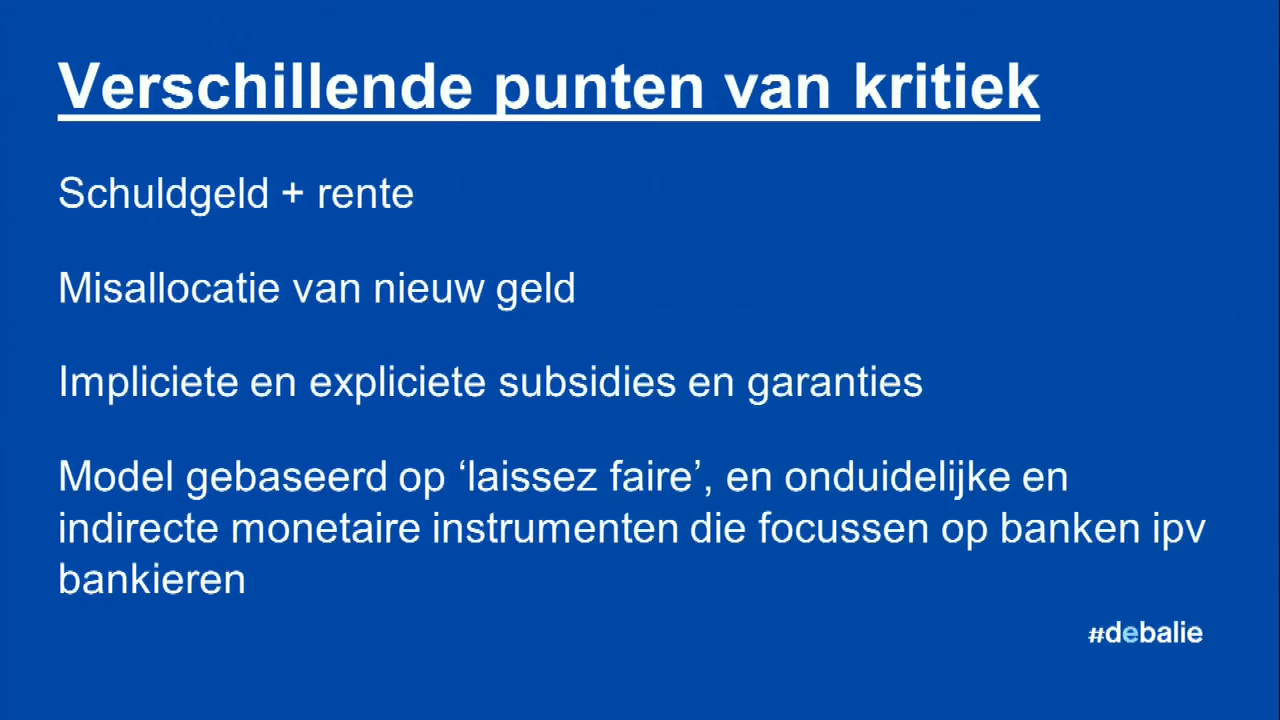 Verschillende punten van kritiek
Schuldgeld + rente
Misallocatie van nieuw geld
Impliciete en expliciete subsidies en garanties
Model gebaseerd op ‘laissez faire’, en onduidelijke en
indirecte monetaire instrumenten die focussen op banken ipv
bankieren
#debalie